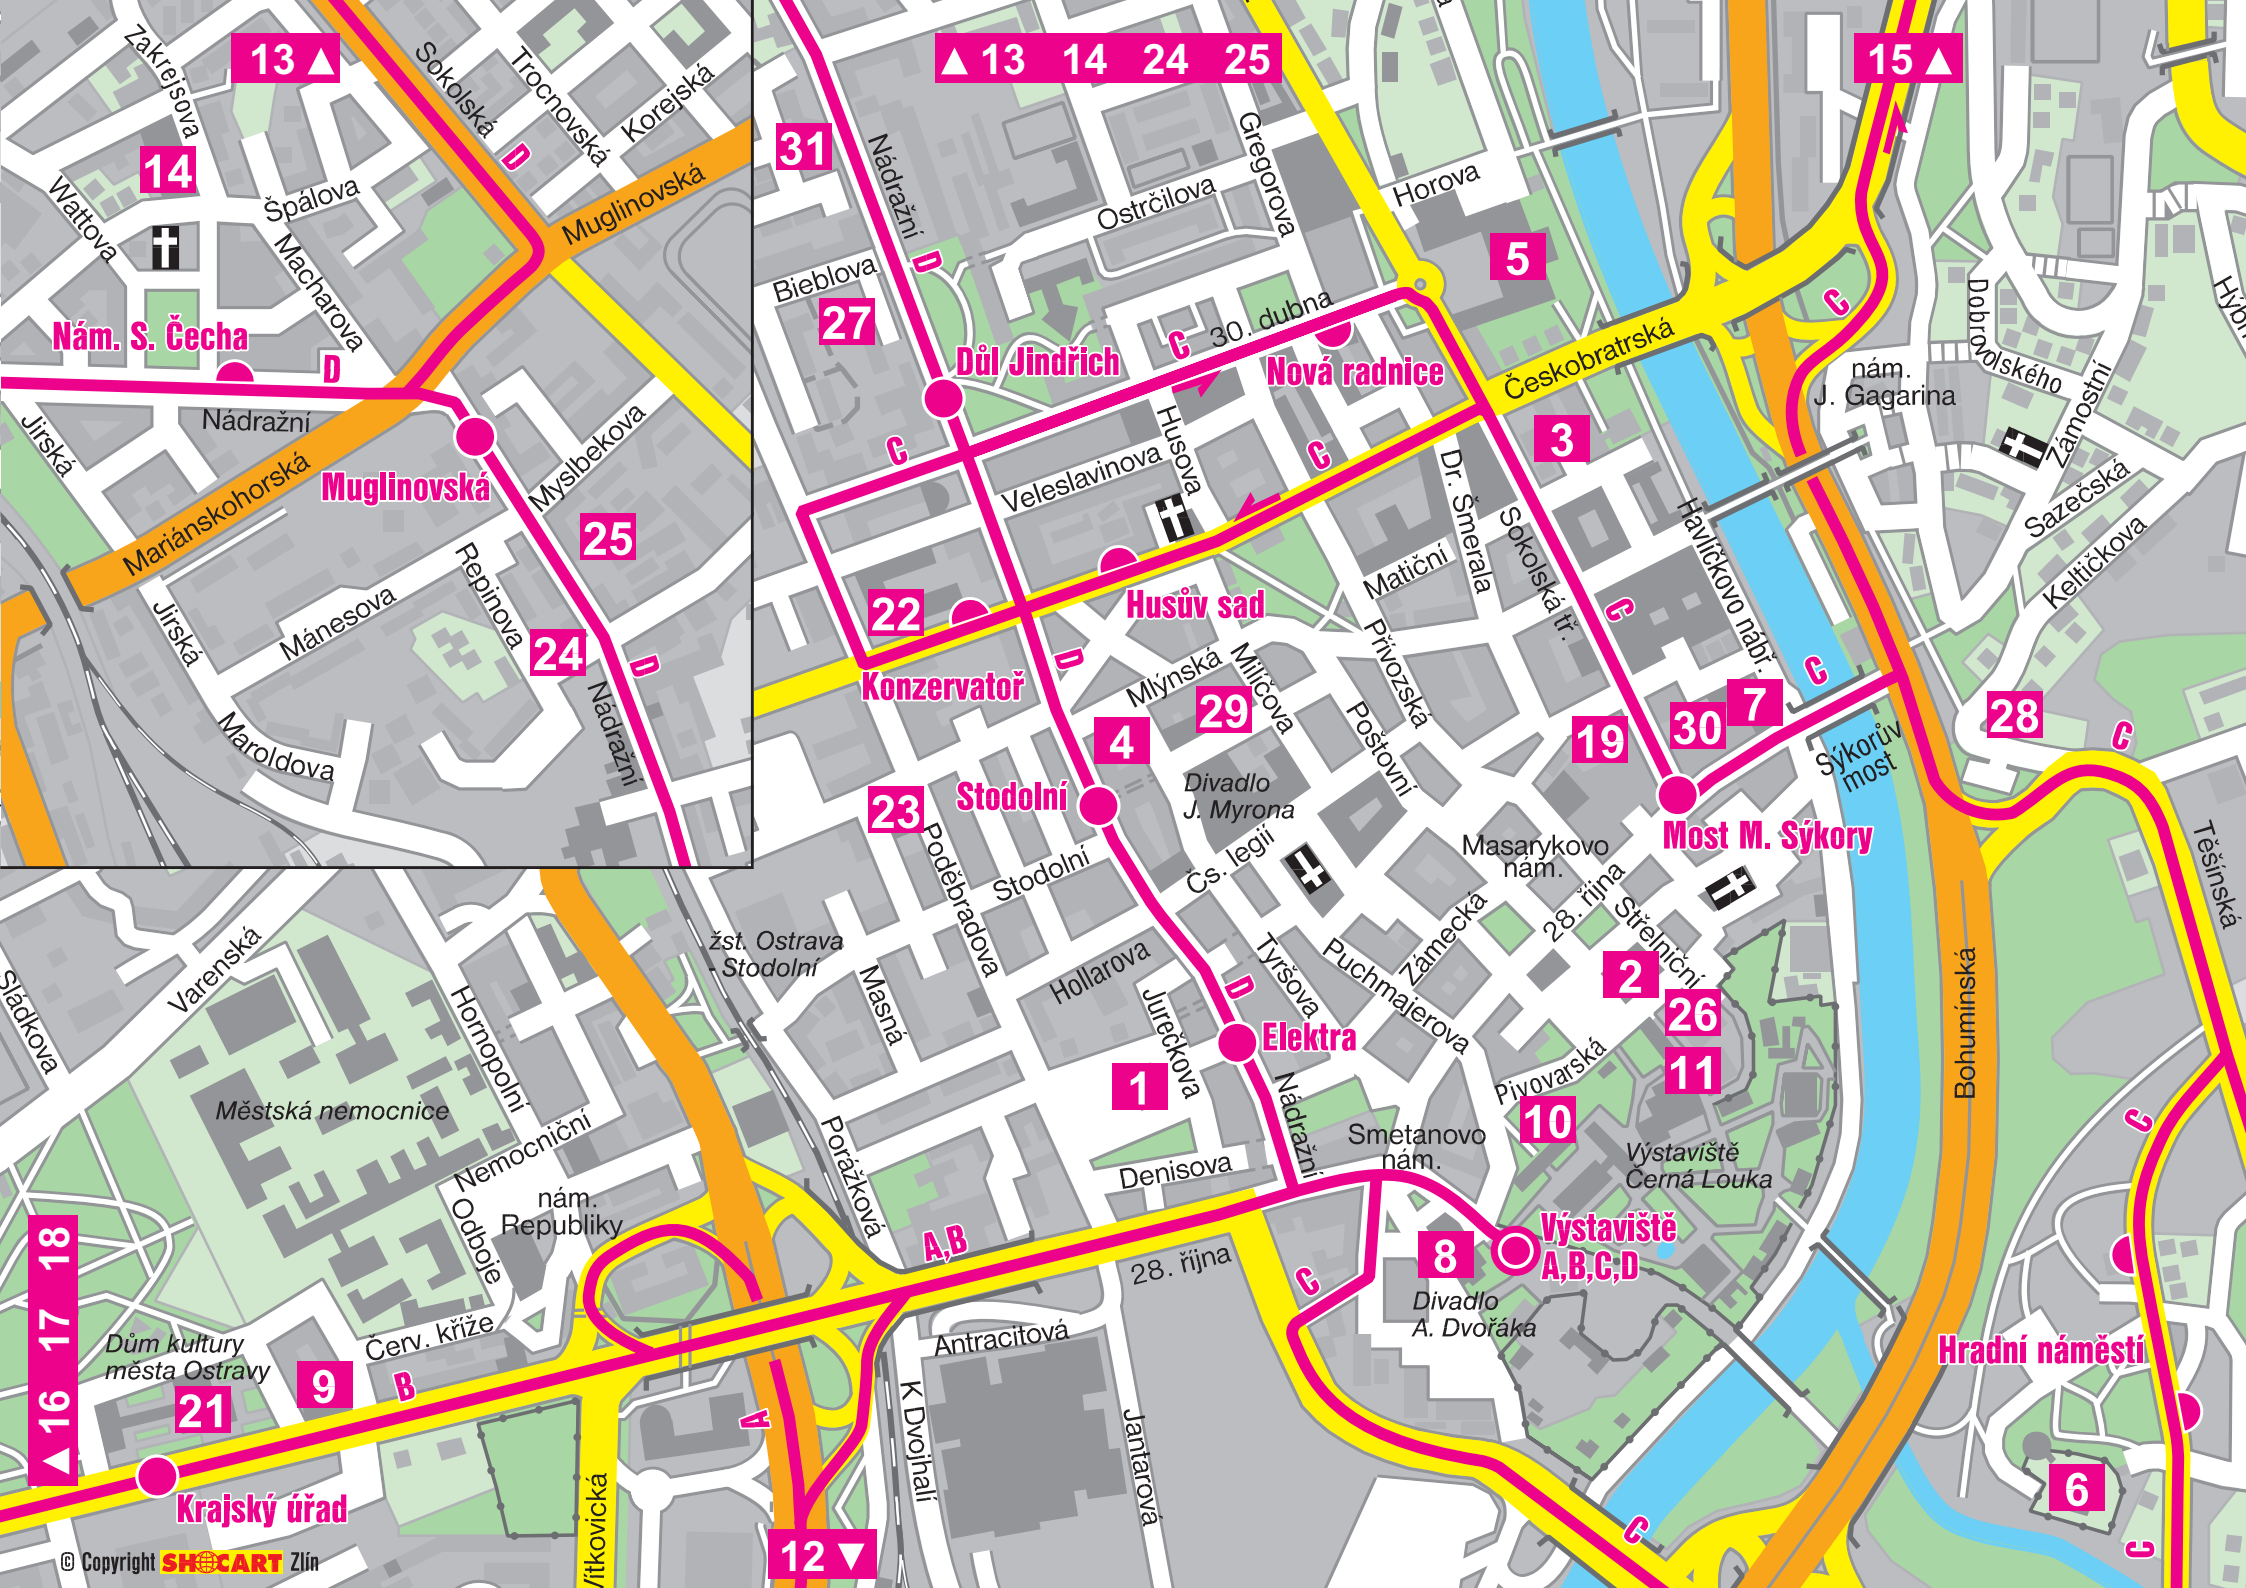 Zakrejsova
13 ▲
Sokolská
D
Trocnovská
Korejská
14
Wattova
Špálova
Macharova
Muglinovská
Nám. S. Čecha
D
Nádražní
Jirská
Mariánskohorská
Muglinovská
Myslbekova
25
Repinova
Jirská
Mánesova
24
D
Nádražní
Maroldova
▲ 13 14 24 25
15 ▲
31
Nádražní
D
Gregorova
Ostrčilova
Horova
5
Bieblova
27
30. dubna
C
Důl Jindřich
Nová radnice
Českobratrská
C
nám.
J. Gagarina
Dobrovolského
Zámostní
C
Veleslavinova
Husova
C
3
Dr. Šmerala
Sokolská tř.
Havlíčkovo nábř.
Sazečská
Keltičkova
Matiční
22
Husův sad
C
Konzervatoř
D
Mlýnská
Milíčova
Přívozská
Poštovní
29
4
19
30
7
C
28
C
Sýkorův
most
Stodolní
Divadlo
J. Myrona
23
Poděbradova
Stodolní
Čs. legií
Masarykovo
nám.
Most M. Sýkory
Těšínská
28. října
Střelniční
Zámecká
Puchmajerova
Tyršova
Varenská
Sládkova
žst. Ostrava
- Stodolní
Masná
Hollarova
Jurečkova
D
Elektra
2
26
11
Bohumínská
Hornopolní
Městská nemocnice
Nemocniční
1
Nádražní
Pivovarská
10
Smetanovo
nám.
Výstaviště
Černá Louka
C
Porážková
Denisova
nám.
Republiky
Odboje
A,B
28. října
C
8
Výstaviště
A,B,C,D
Divadlo
A. Dvořáka
▲ 16 17 18
Dům kultury
města Ostravy
Červ. kříže
21
9
B
A
Antracitová
K Dvojhalí
Jantarová
Hradní náměstí
6
C
C
Krajský úřad
Vítkovická
12 ▼
© Copyright SHOCART Zlín